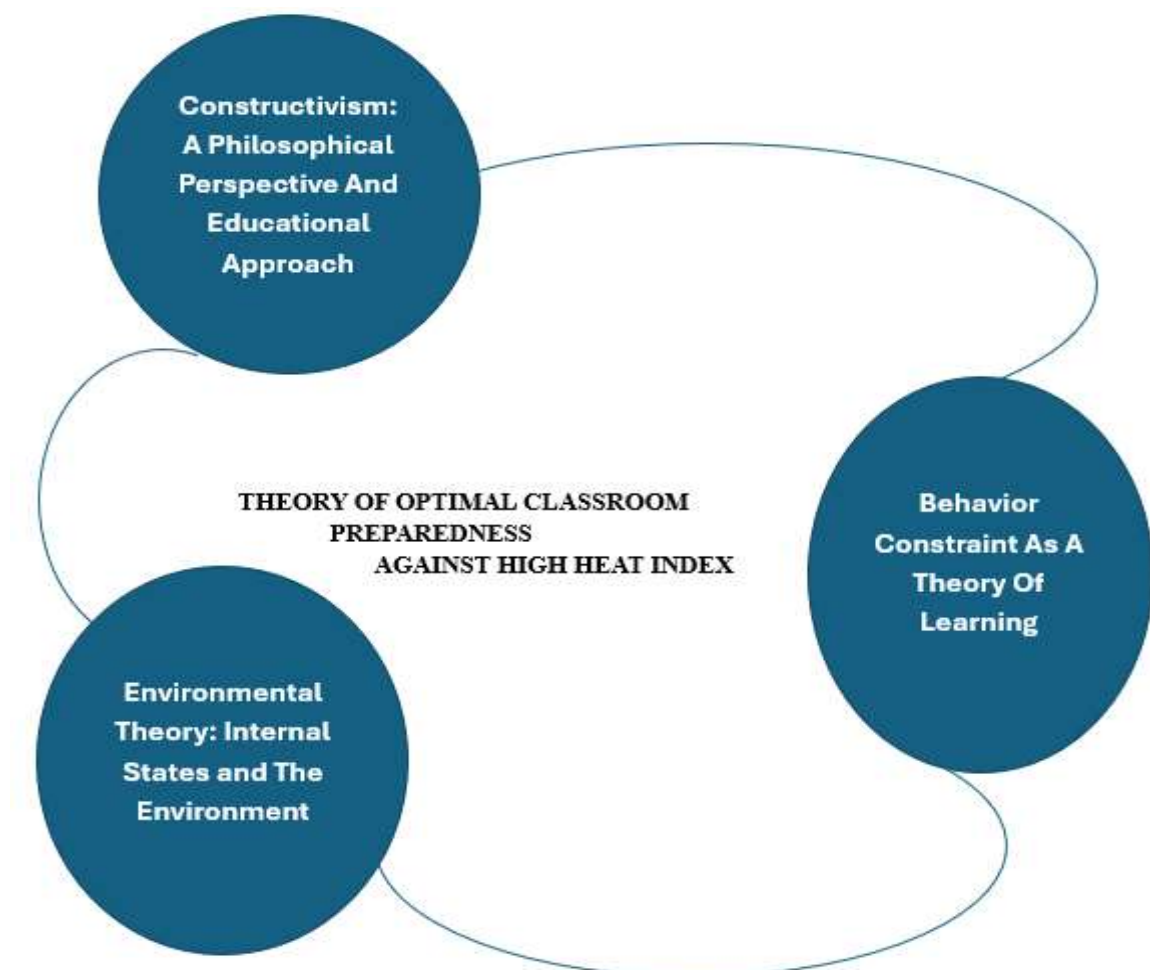 Constructivism:
A Philosophical
Perspective And
Educational
Approach
THEORY OF OPTIMAL CLASSROOM
PREPAREDNESS
AGAINST HIGH HEAT INDEX
Behavior
Constraint As A
Theory Of
Learning
Environmental
Theory: Internal
States and The
Environment